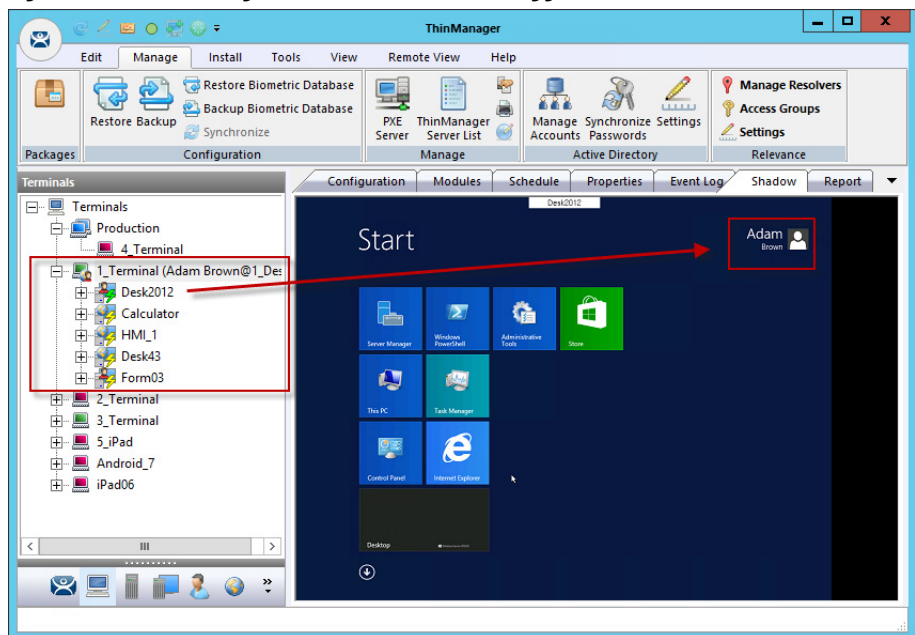 ThinManager
Edit Manage Install Tools View Remote View Help
Restore Backup
Restore Biometric Database
Backup Biometric Database
Synchronize
PXE Server
ThinManager Server List
Manage Accounts
Synchronize Passwords
Settings
Manage Resolvers
Access Groups
Settings
Packages Configuration Manage Active Directory Relevance
Terminals
Configuration Modules Schedule Properties Event Log Shadow Report
Desk2012
Terminals
Production
4_Terminal
1_Terminal (Adam Brown@1_Des
Desk2012
Calculator
HMI_1
Desk43
Form03
2_Terminal
3_Terminal
5_iPad
Android_7
iPad06
Start
Adam
Brown
Server Manager
Windows PowerShell
Administrative Tools
Store
This PC
Task Manager
Control Panel
Internet Explorer
Desktop